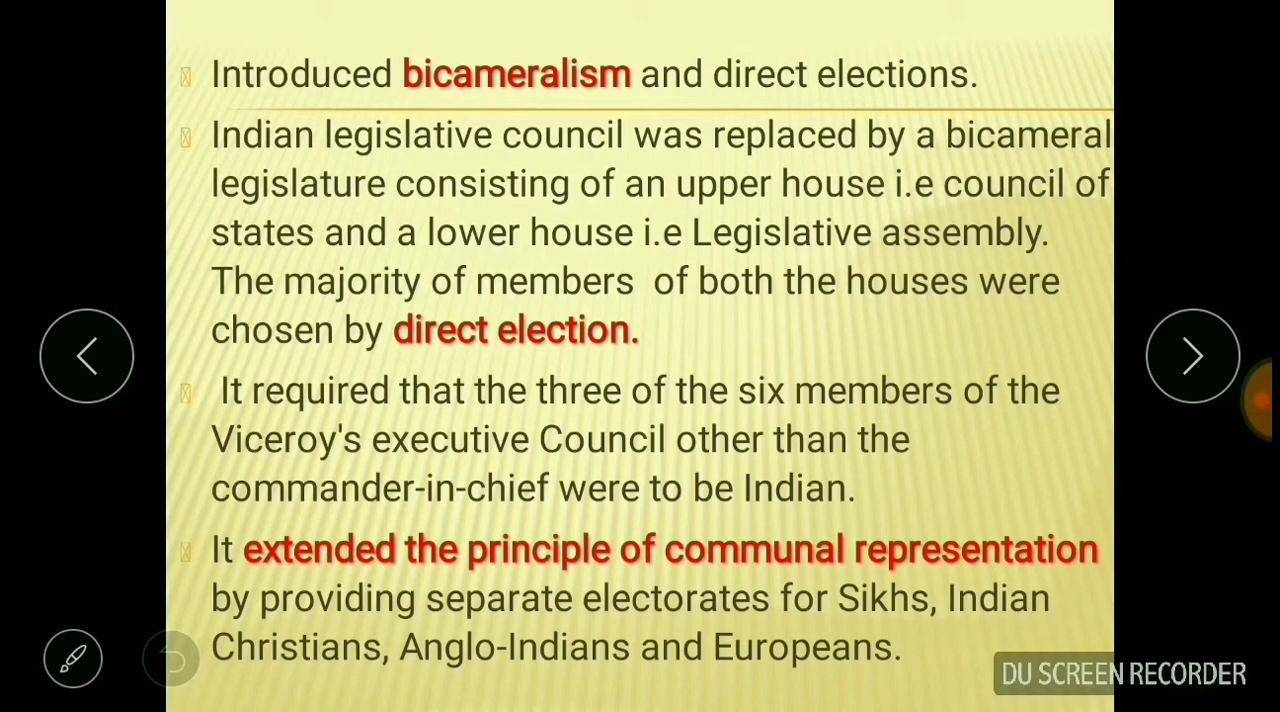 Introduced bicameralism and direct elections.
Indian legislative council was replaced by a bicameral
legislature consisting of an upper house i.e council of
states and a lower house i.e Legislative assembly.
The majority of members of both the houses were
chosen by direct election.
It required that the three of the six members of the
Viceroy's executive Council other than the
commander-in-chief were to be Indian.
It extended the principle of communal representation
by providing separate electorates for Sikhs, Indian
Christians, Anglo-Indians and Europeans.
DU SCREEN RECORDER